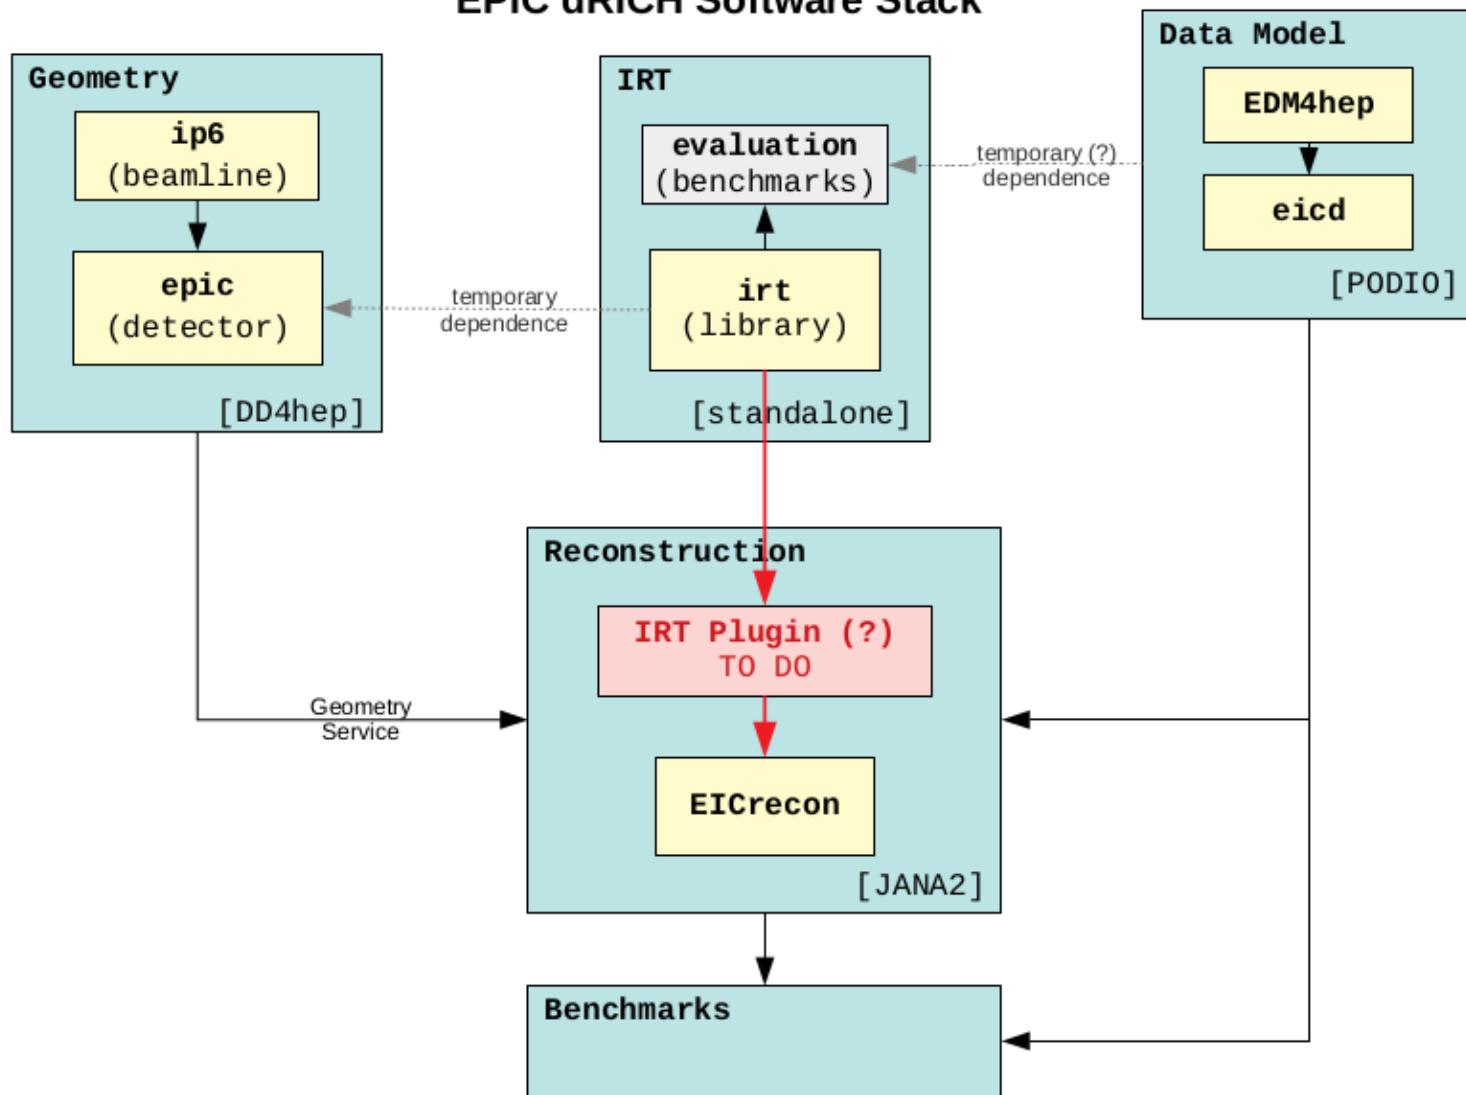 EPIC dRICH Software Stack
Geometry
ip6
(beamline)
epic
(detector)
[DD4hep]
temporary
dependence
IRT
evaluation
(benchmarks)
irt
(library)
[standalone]
temporary (?)
dependence
Data Model
EDM4hep
eicd
[PODIO]
Geometry
Service
Reconstruction
IRT Plugin (?)
TO DO
EICrecon
[JANA2]
Benchmarks